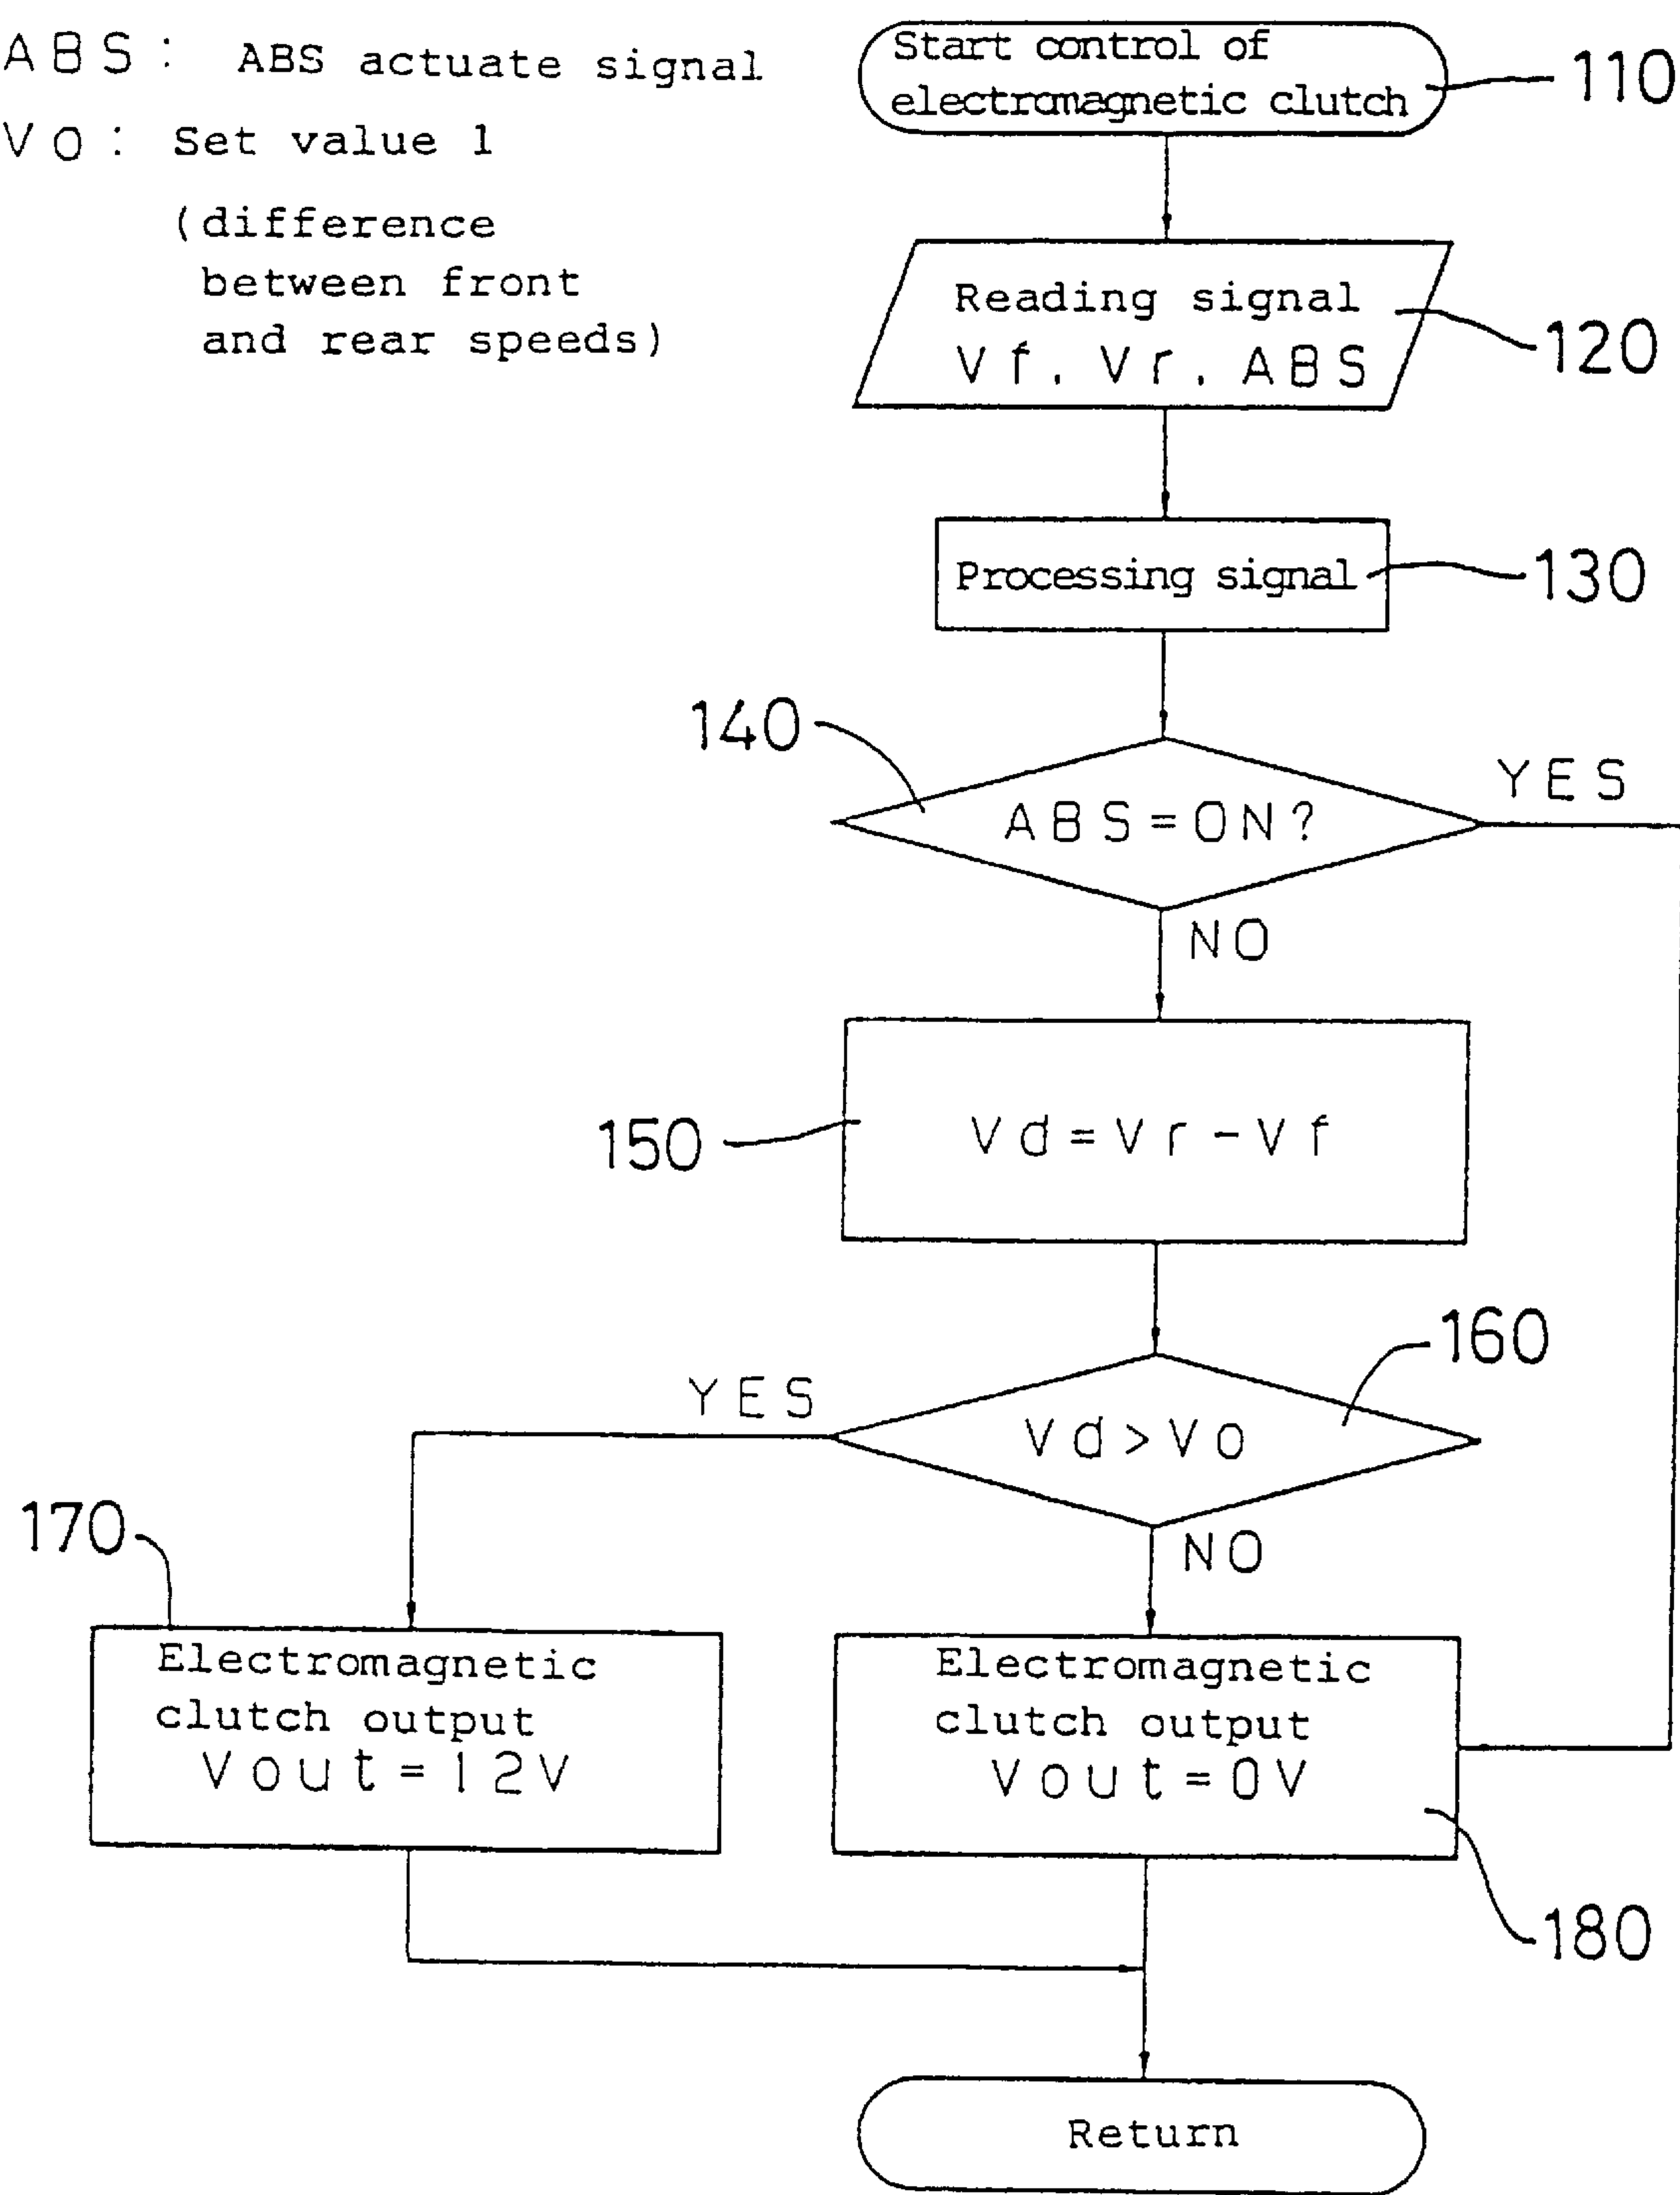 ABS: ABS actuate signal
Vo: Set value 1
(difference
between front
and rear speeds)
Start control of
electromagnetic clutch
110
Reading signal
Vf, Vr, ABS
120
Processing signal
130
140
ABS=ON?
YES
NO
150
Vd=Vr-Vf
160
YES
Vd>Vo
NO
170
Electromagnetic
clutch output
Vout=12V
Electromagnetic
clutch output
Vout=0V
180
Return